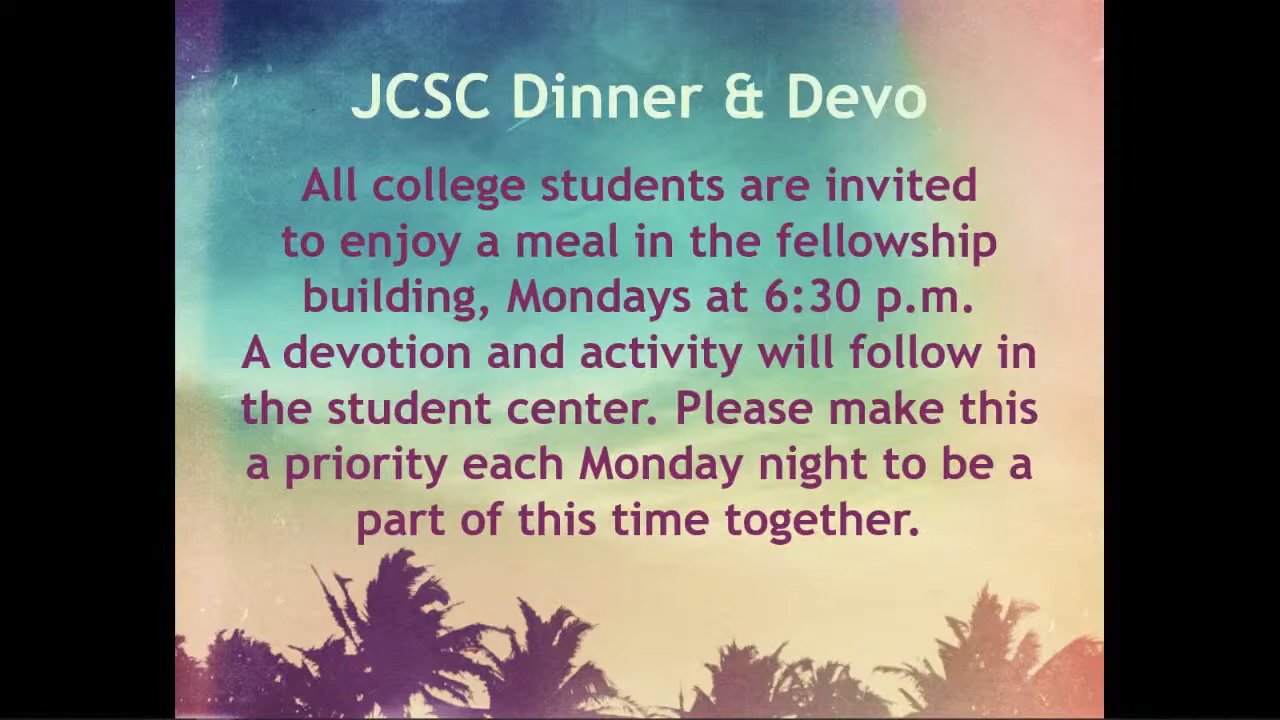 JCSC Dinner & Devo
All college students are invited
to enjoy a meal in the fellowship
building, Mondays at 6:30 p.m.
A devotion and activity will follow in
the student center. Please make this
a priority each Monday night to be a
part of this time together.